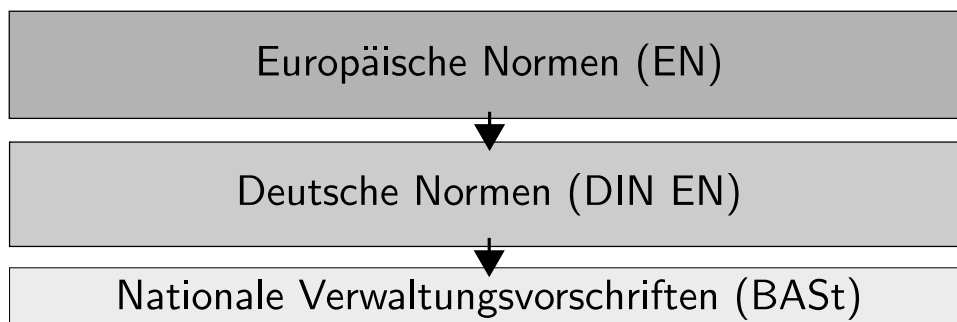 Europäische Normen (EN)
Deutsche Normen (DIN EN)
Nationale Verwaltungsvorschriften (BASt)